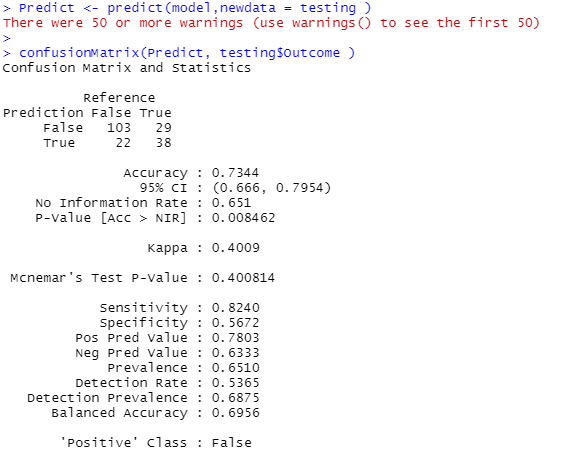 > Predict <- predict(model,newdata = testing )
There were 50 or more warnings (use warnings() to see the first 50)
>
> confusionMatrix(Predict, testing$Outcome )
Confusion Matrix and Statistics
Reference
Prediction False True
False 103 29
True 22 38
Accuracy : 0.7344
95% CI : (0.666, 0.7954)
No Information Rate : 0.651
P-Value [Acc > NIR] : 0.008462
Kappa : 0.4009
Mcnemar's Test P-Value : 0.400814
Sensitivity : 0.8240
Specificity : 0.5672
Pos Pred Value : 0.7803
Neg Pred Value : 0.6333
Prevalence : 0.6510
Detection Rate : 0.5365
Detection Prevalence : 0.6875
Balanced Accuracy : 0.6956
'Positive' Class : False